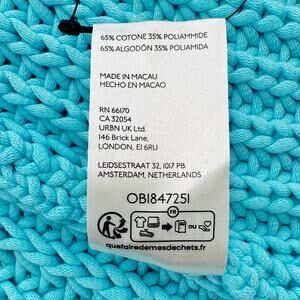 65% COTONE 35% POLIAMMIDE
65% ALGODÓN 35% POLIAMIDA
MADE IN MACAU
HECHO EN MACAO
RN 66170
CA 32054
URBN UK Ltd.
146 Brick Lane,
LONDON, E1 6RU
LEIDSESTRAAT 32, 1017 PB
AMSTERDAM, NETHERLANDS
OB1847251
FR
OU
quefairedemesdechets.fr